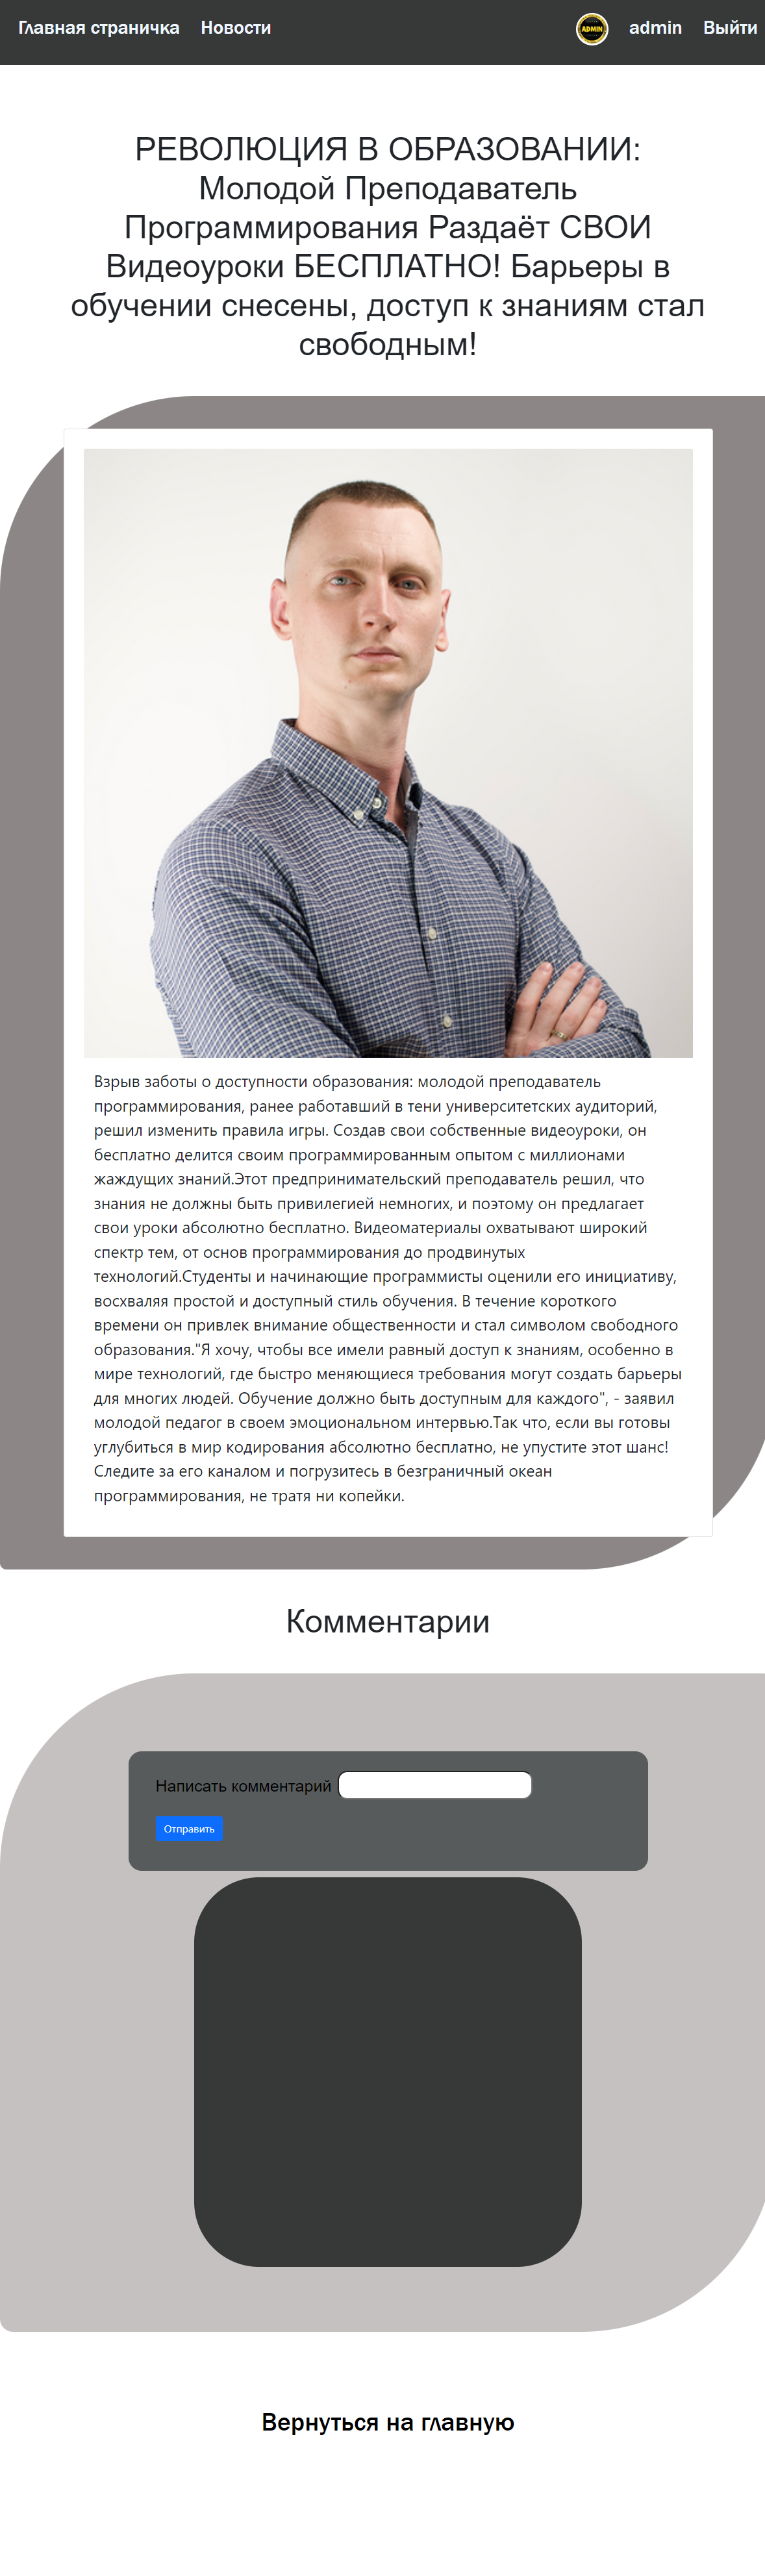 Главная страничка Новости ADMIN admin Выйти
РЕВОЛЮЦИЯ В ОБРАЗОВАНИИ:
Молодой Преподаватель
Программирования Раздаёт СВОИ
Видеоуроки БЕСПЛАТНО! Барьеры в
обучении снесены, доступ к знаниям стал
свободным!
Взрыв заботы о доступности образования: молодой преподаватель
программирования, ранее работавший в тени университетских аудиторий,
решил изменить правила игры. Создав свои собственные видеоуроки, он
бесплатно делится своим программированным опытом с миллионами
жаждущих знаний.Этот предпринимательский преподаватель решил, что
знания не должны быть привилегией немногих, и поэтому он предлагает
свои уроки абсолютно бесплатно. Видеоматериалы охватывают широкий
спектр тем, от основ программирования до продвинутых
технологий.Студенты и начинающие программисты оценили его инициативу,
восхваляя простой и доступный стиль обучения. В течение короткого
времени он привлек внимание общественности и стал символом свободного
образования."Я хочу, чтобы все имели равный доступ к знаниям, особенно в
мире технологий, где быстро меняющиеся требования могут создать барьеры
для многих людей. Обучение должно быть доступным для каждого", - заявил
молодой педагог в своем эмоциональном интервью.Так что, если вы готовы
углубиться в мир кодирования абсолютно бесплатно, не упустите этот шанс!
Следите за его каналом и погрузитесь в безграничный океан
программирования, не тратя ни копейки.
Комментарии
Написать комментарий
Отправить
Вернуться на главную